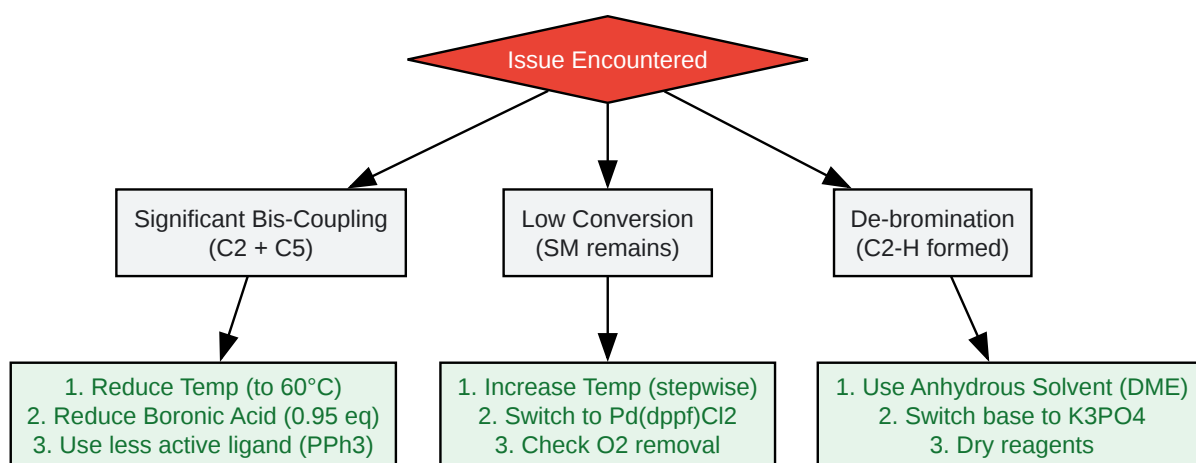 Issue Encountered
Significant Bis-Coupling
(C2 + C5)
Low Conversion
(SM remains)
De-bromination
(C2-H formed)
1. Reduce Temp (to 60°C)
2. Reduce Boronic Acid (0.95 eq)
3. Use less active ligand (PPh3)
1. Increase Temp (stepwise)
2. Switch to Pd(dppf)Cl2
3. Check O2 removal
1. Use Anhydrous Solvent (DME)
2. Switch base to K3PO4
3. Dry reagents